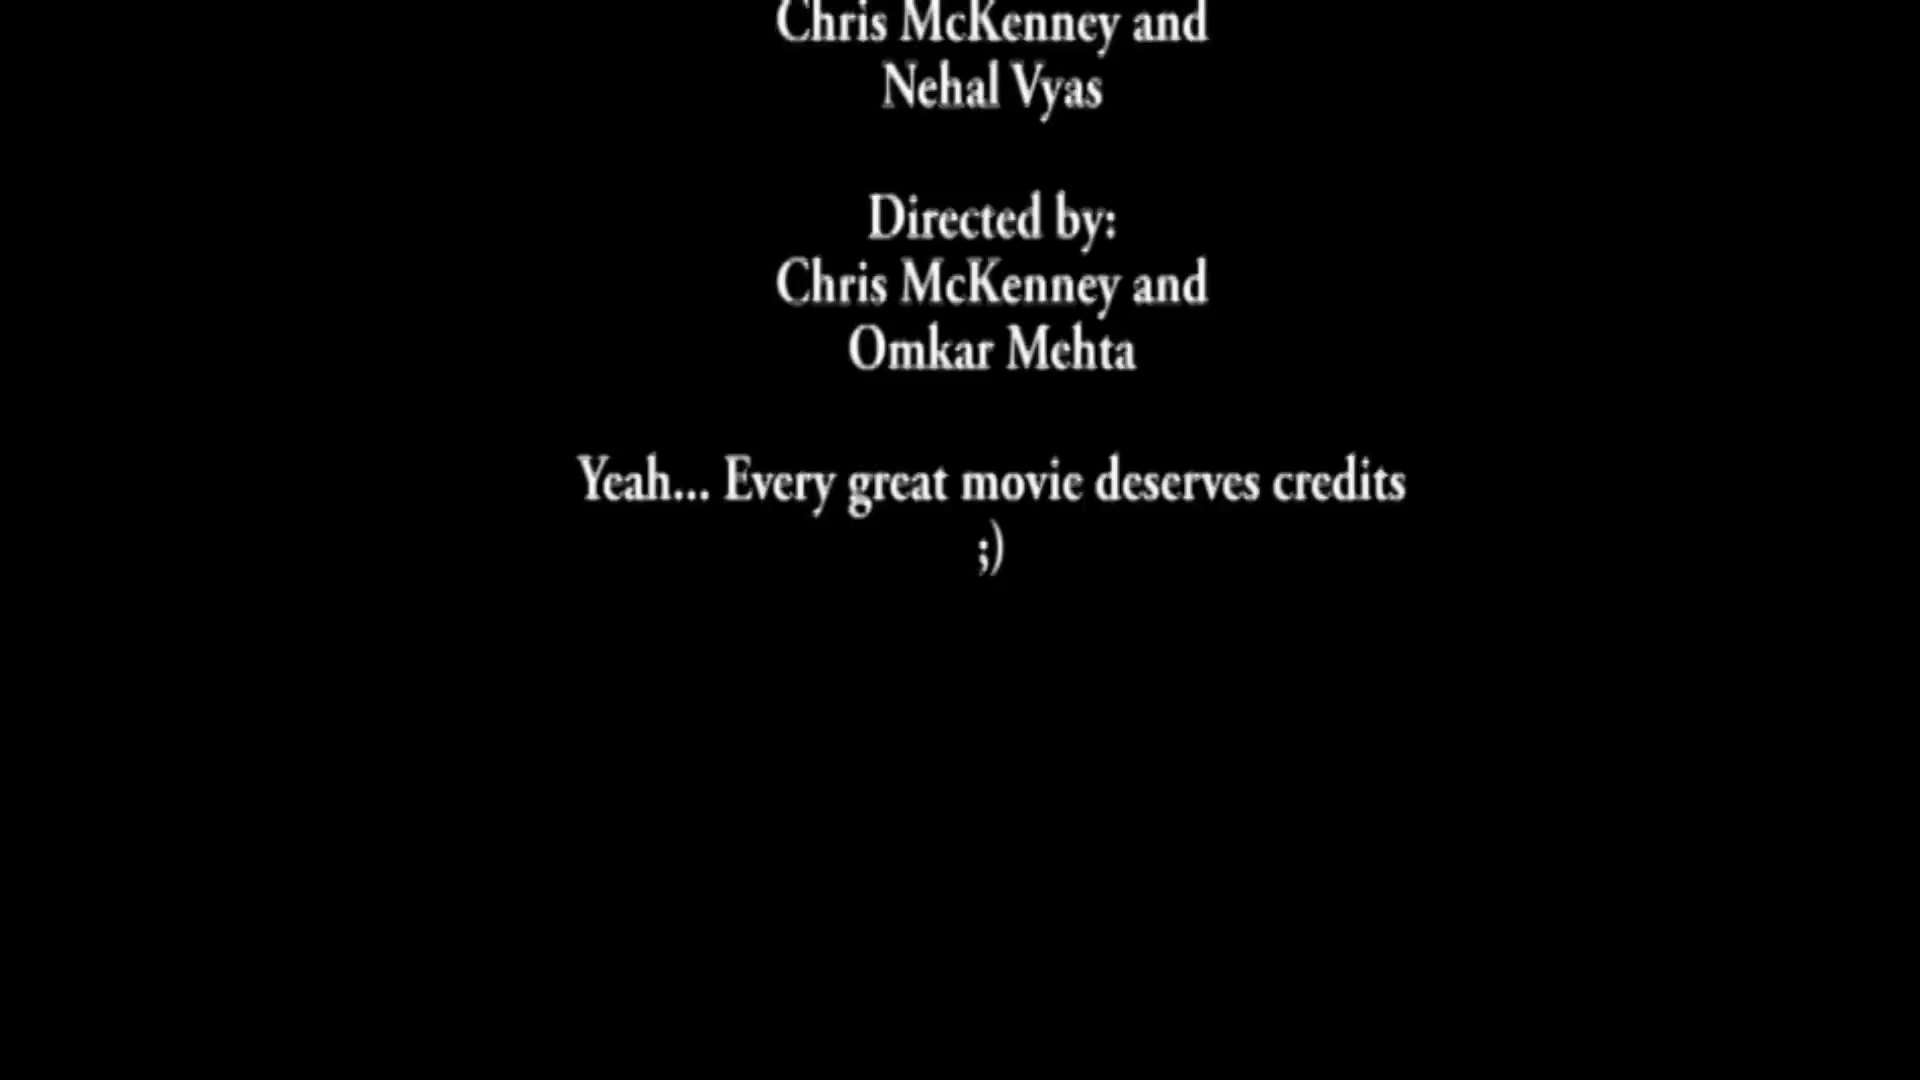 Chris McKenney and
Nehal Vyas
Directed by:
Chris McKenney and
Omkar Mehta
Yeah... Every great movie deserves credits
;)